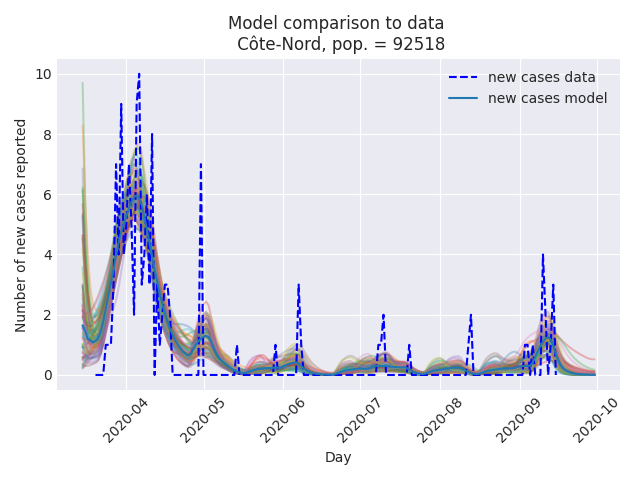 Model comparison to data
Côte-Nord, pop. = 92518
new cases data
new cases model
Number of new cases reported
10
8
6
4
2
0
2020-04
2020-05
2020-06
2020-07
2020-08
2020-09
2020-10
Day